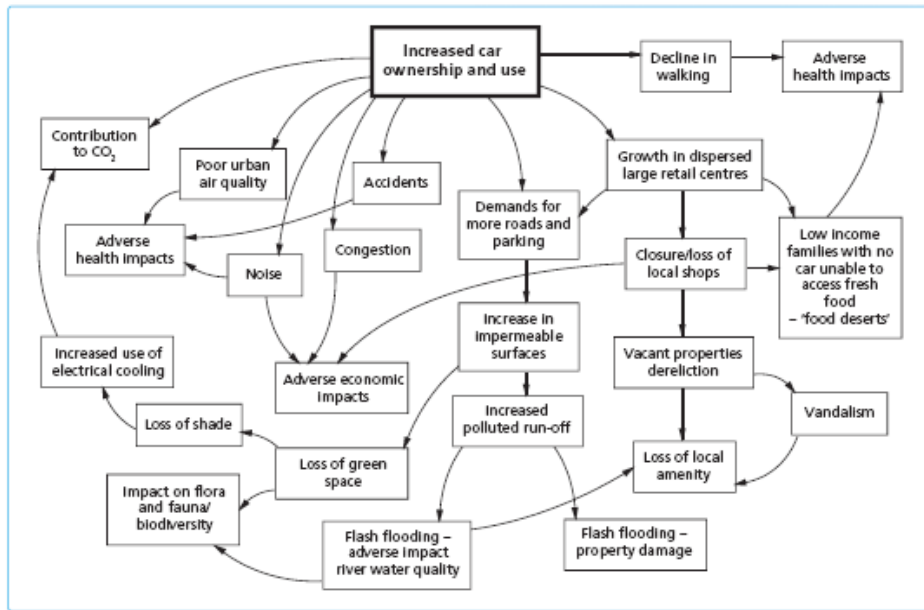 Increased car
ownership and use
Decline in
walking
Adverse
health impacts
Contribution
to CO₂
Poor urban
air quality
Accidents
Growth in dispersed
large retail centres
Demands for
more roads and
parking
Adverse
health impacts
Noise
Congestion
Closure/loss of
local shops
Low income
families with no
car unable to
access fresh
food
– ‘food deserts’
Increase in
impermeable
surfaces
Increased use of
electrical cooling
Adverse economic
impacts
Vacant properties
dereliction
Loss of shade
Increased
polluted run-off
Vandalism
Loss of green
space
Loss of local
amenity
Impact on flora
and fauna/
biodiversity
Flash flooding –
adverse impact
river water quality
Flash flooding –
property damage